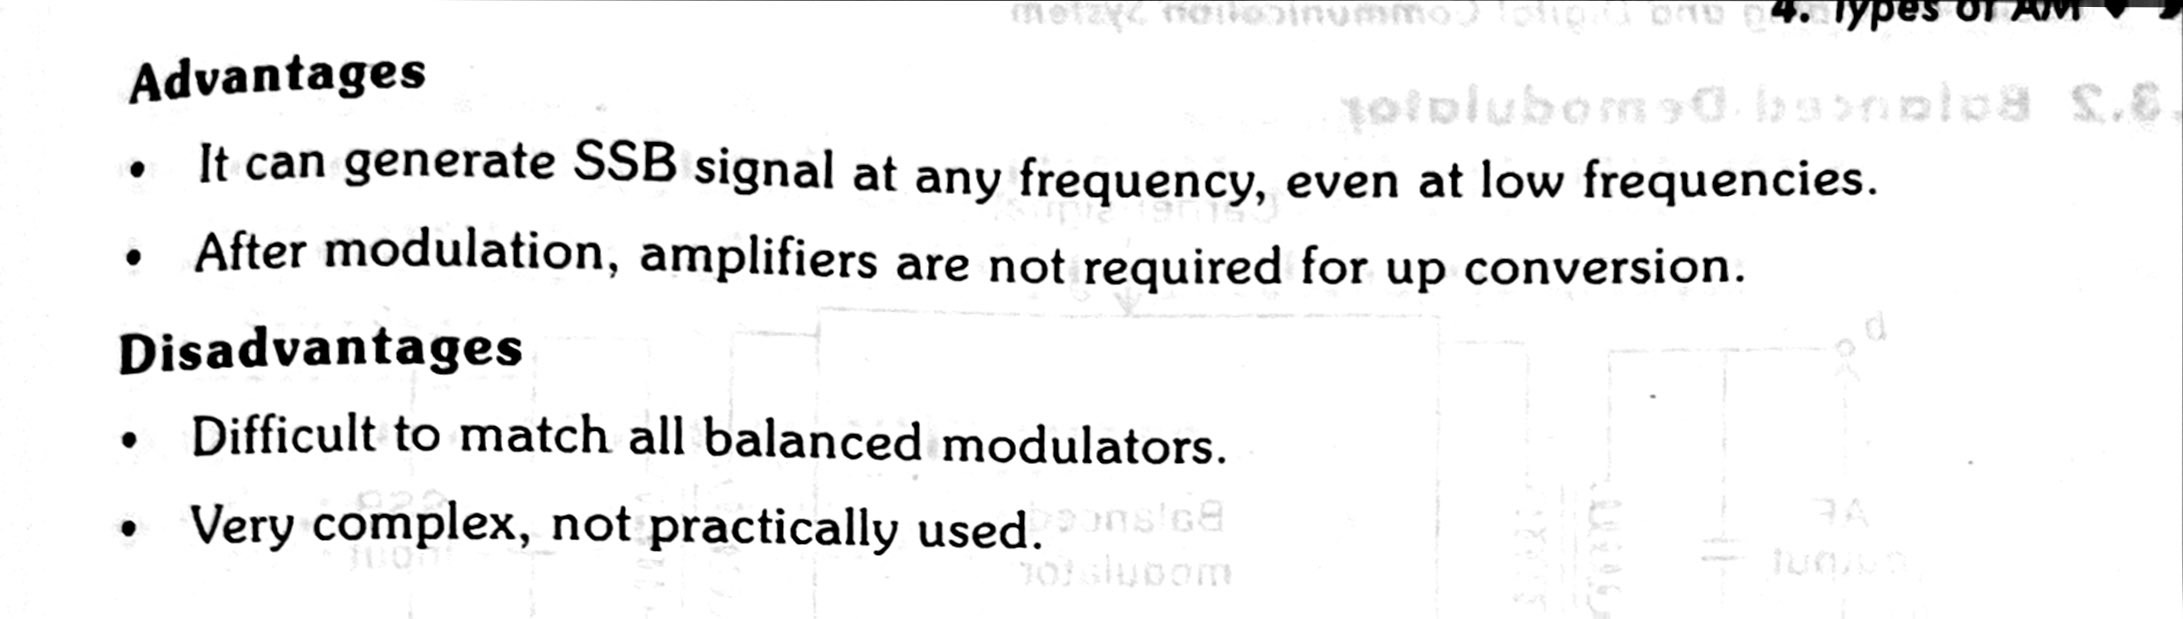 4. Types of AM
Advantages
• It can generate SSB signal at any frequency, even at low frequencies.
• After modulation, amplifiers are not required for up conversion.
Disadvantages
• Difficult to match all balanced modulators.
• Very complex, not practically used.